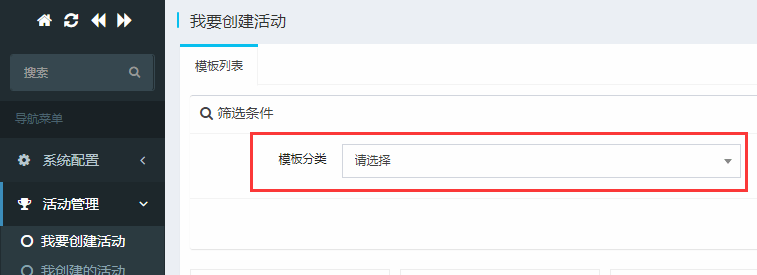 我要创建活动
模板列表
搜索
筛选条件
导航菜单
模板分类
请选择
系统配置
活动管理
我要创建活动
我创建的活动